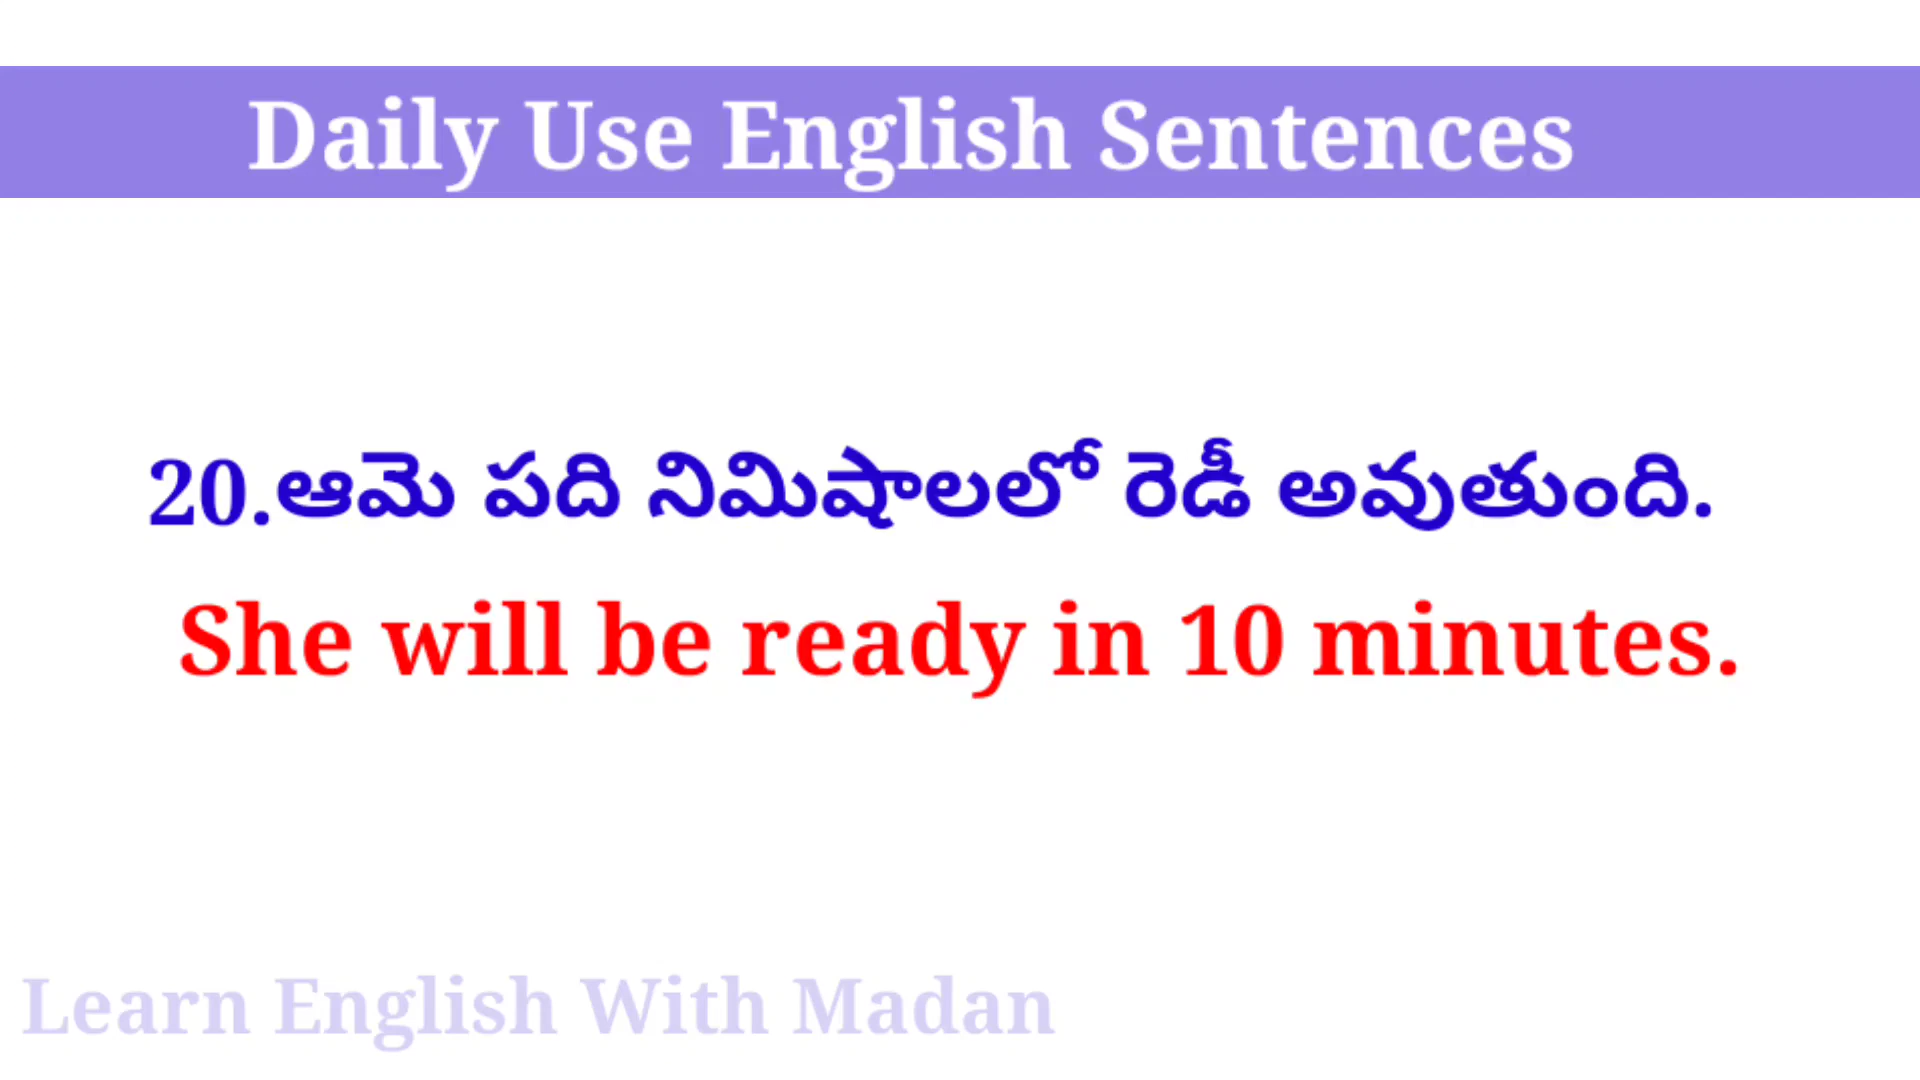 Daily Use English Sentences
20.ఆమె పది నిమిషాలలో రెడీ అవుతుంది.
She will be ready in 10 minutes.
Learn English With Madan